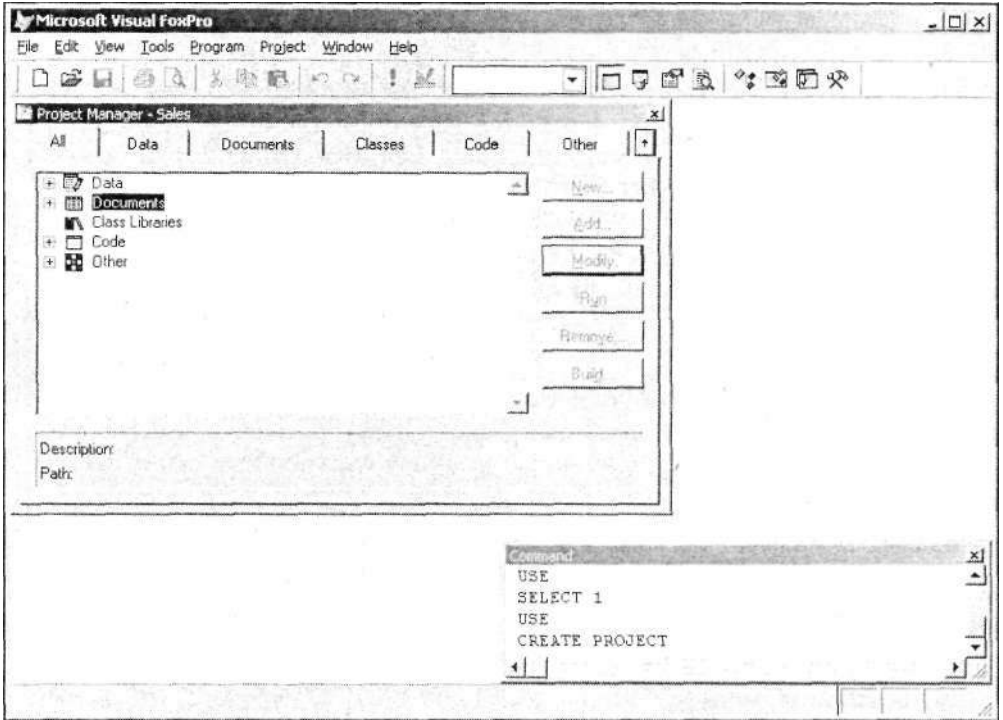 Microsoft Visual FoxPro
File Edit View Tools Program Project Window Help
Project Manager - Sales
All Data Documents Classes Code Other
Data
Documents
Class Libraries
Code
Other
New...
Add...
Modify
Run
Remove
Build
Description:
Path:
Command
USE
SELECT 1
USE
CREATE PROJECT